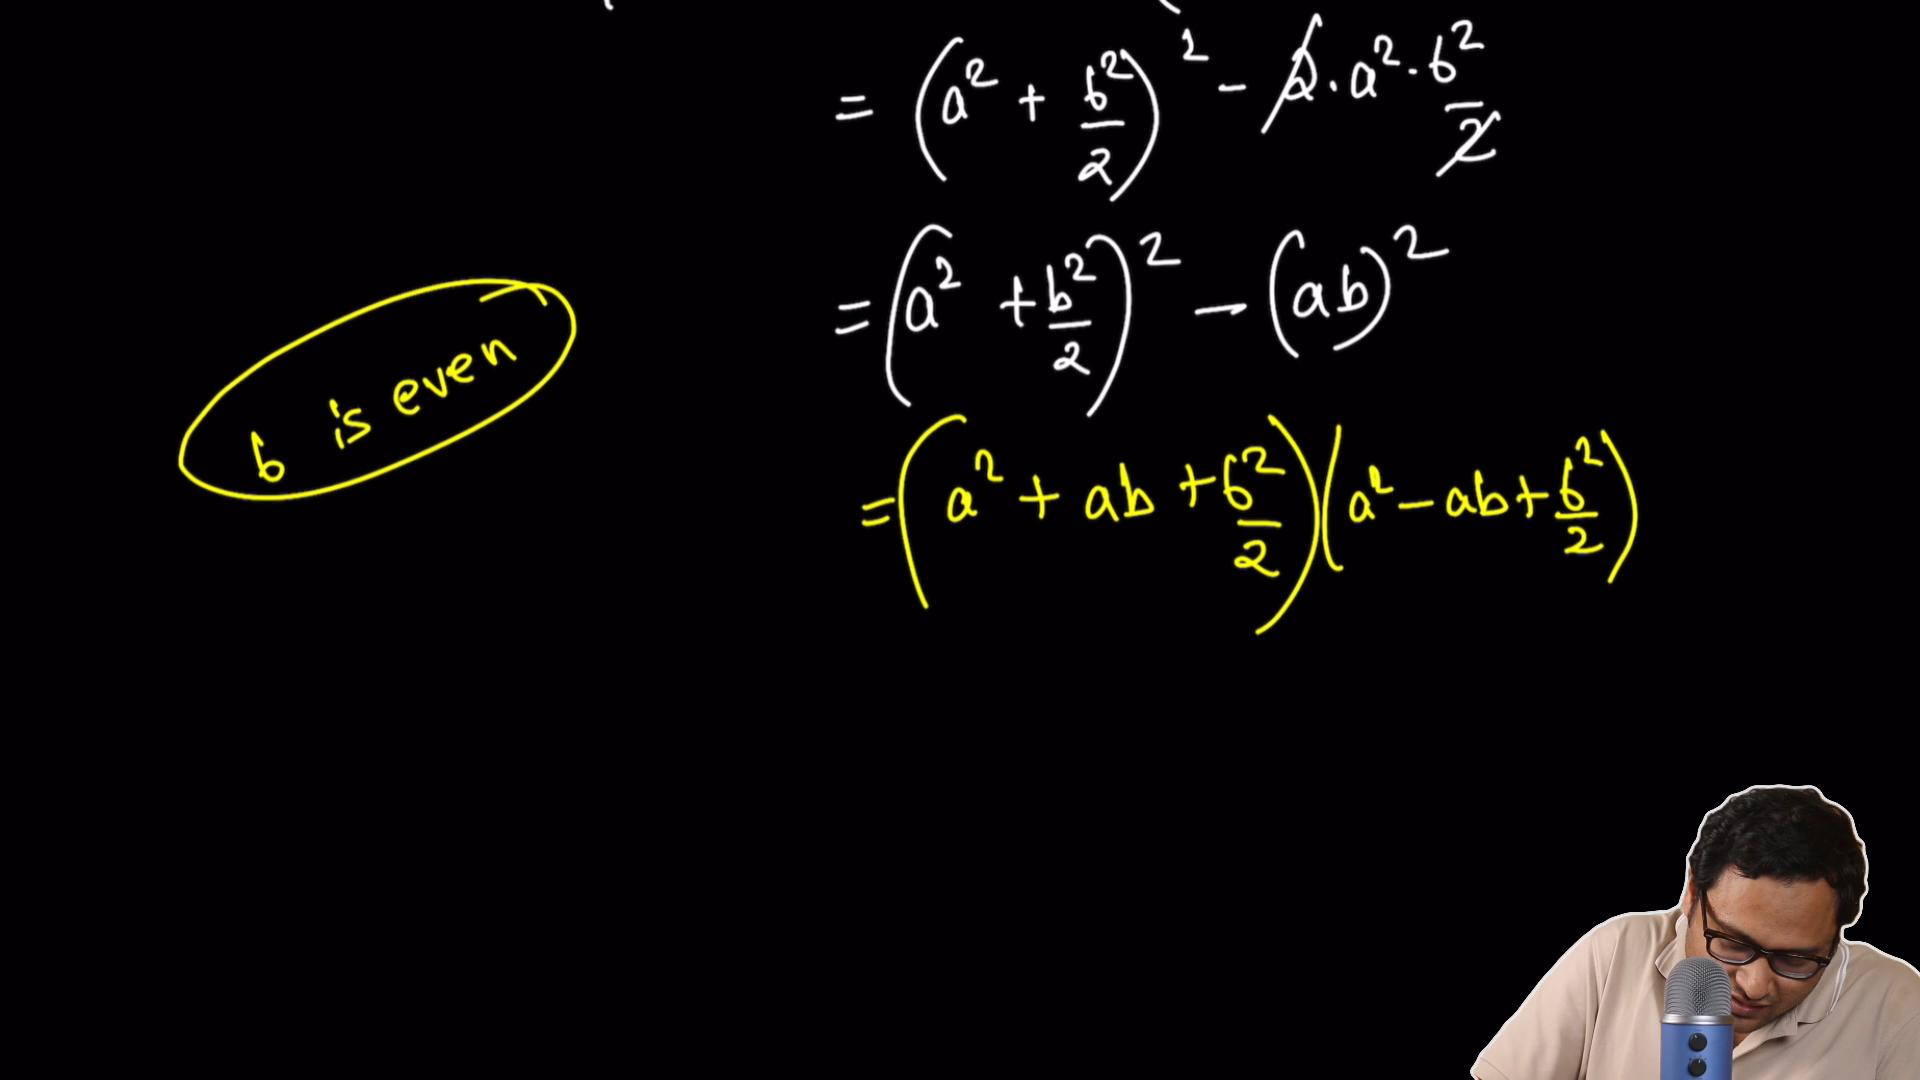 = (a² + b²/2)² - 2 · a² · b²/2
= (a² + b²/2)² - (ab)²
b is even
= (a² + ab + b²/2)(a² - ab + b²/2)